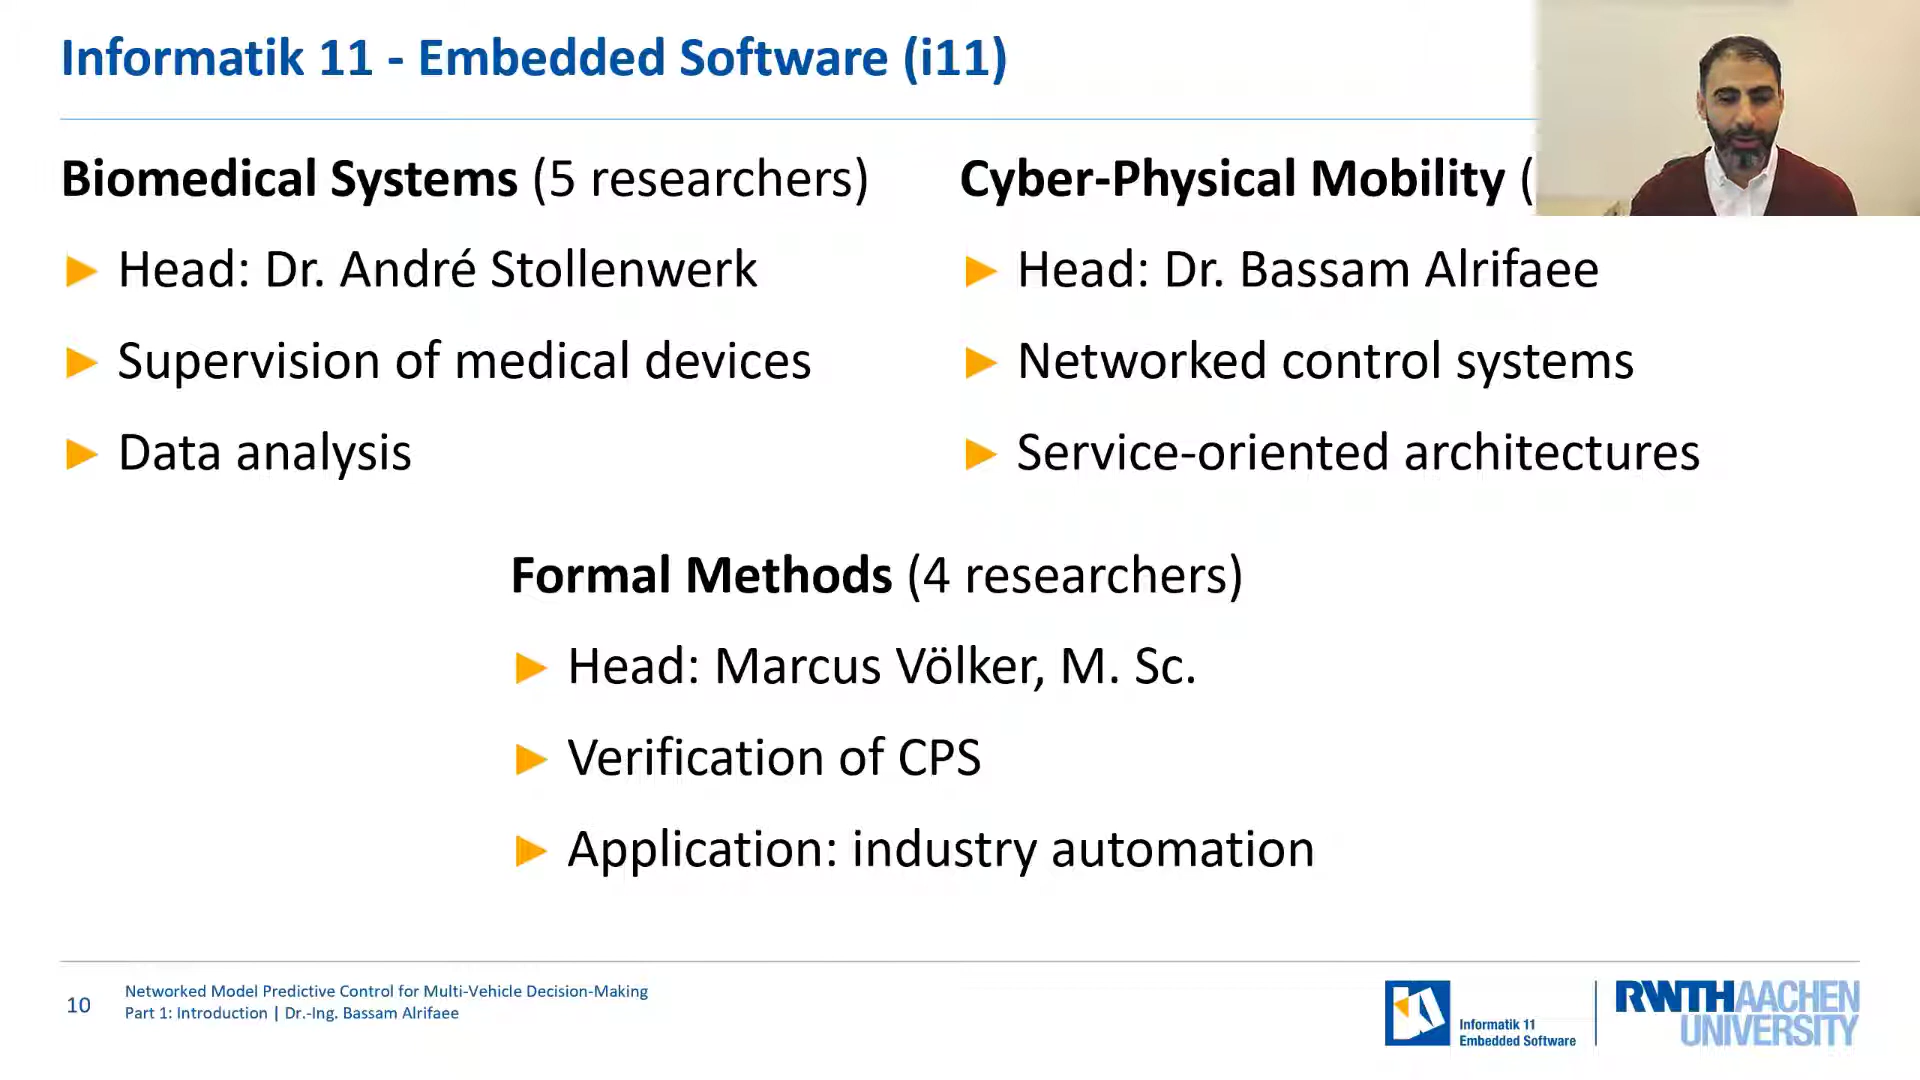 Informatik 11 - Embedded Software (i11)
Biomedical Systems (5 researchers)
► Head: Dr. André Stollenwerk
► Supervision of medical devices
► Data analysis
Cyber-Physical Mobility (
► Head: Dr. Bassam Alrifaee
► Networked control systems
► Service-oriented architectures
Formal Methods (4 researchers)
► Head: Marcus Völker, M. Sc.
► Verification of CPS
► Application: industry automation
10
Networked Model Predictive Control for Multi-Vehicle Decision-Making
Part 1: Introduction | Dr.-Ing. Bassam Alrifaee
Informatik 11
Embedded Software
RWTH AACHEN
UNIVERSITY